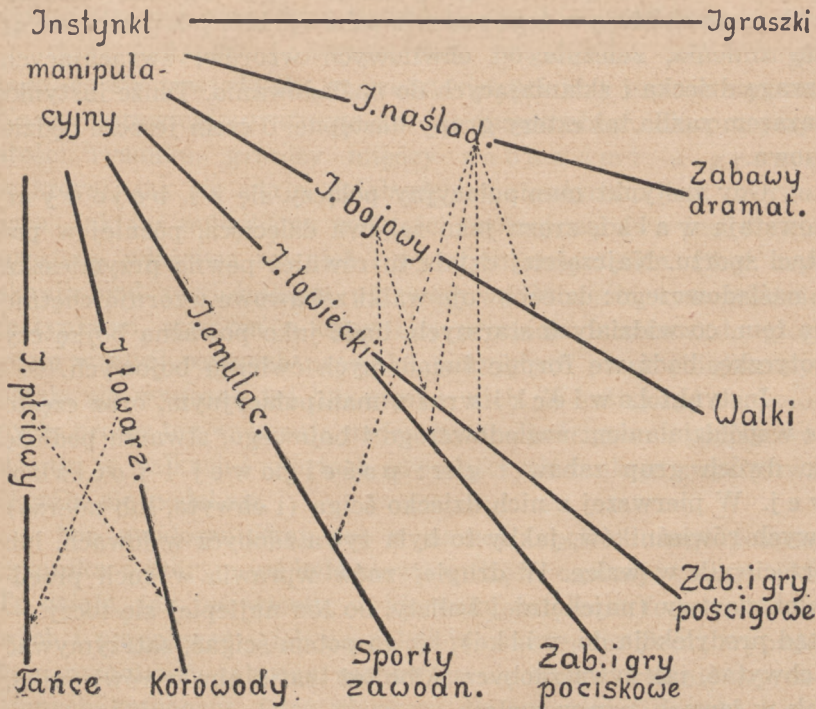 Instynkt
manipula-
cyjny
Igraszki
I. naślad.
Zabawy
dramat.
I. bojowy
Walki
I. łowiecki
Zab. i gry
pościgowe
Zab. i gry
pociskowe
I. emulac.
Sporty
zawodn.
I. towarz.
Korowody
I. płciowy
Tańce